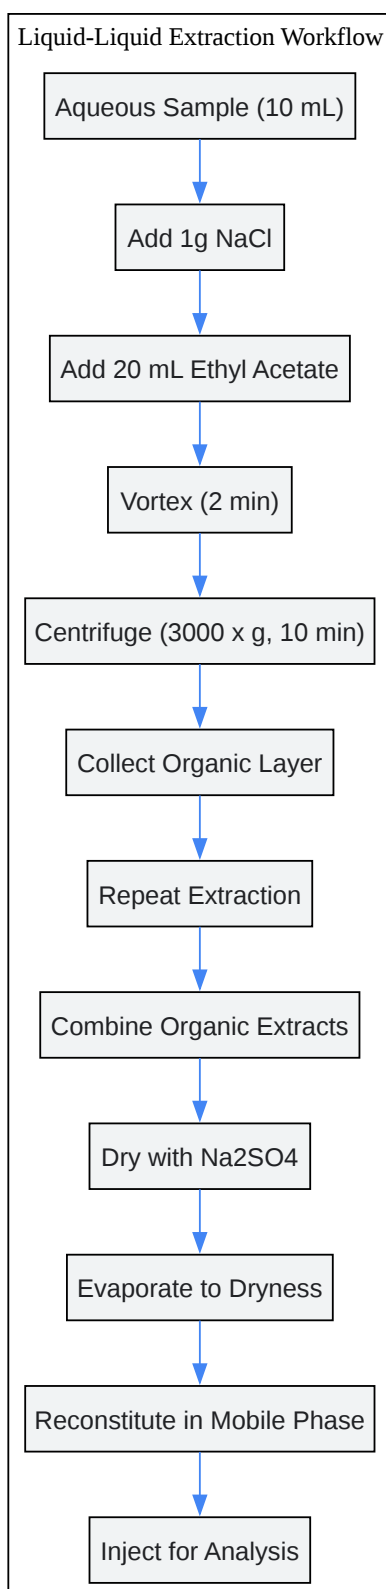 Liquid-Liquid Extraction Workflow
Aqueous Sample (10 mL)
Add 1g NaCl
Add 20 mL Ethyl Acetate
Vortex (2 min)
Centrifuge (3000 x g, 10 min)
Collect Organic Layer
Repeat Extraction
Combine Organic Extracts
Dry with Na2SO4
Evaporate to Dryness
Reconstitute in Mobile Phase
Inject for Analysis